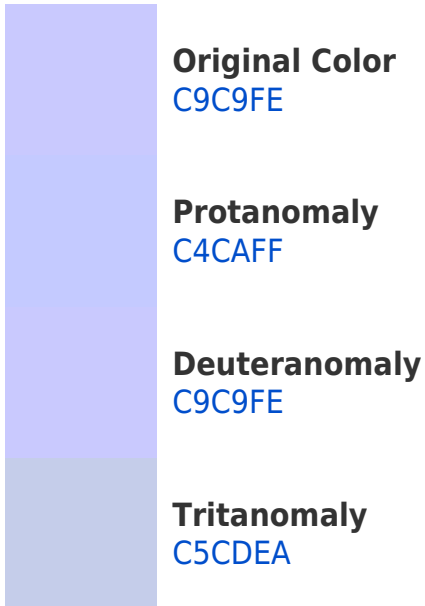 Original Color
C9C9FE
Protanomaly
C4CAFF
Deuteranomaly
C9C9FE
Tritanomaly
C5CDEA